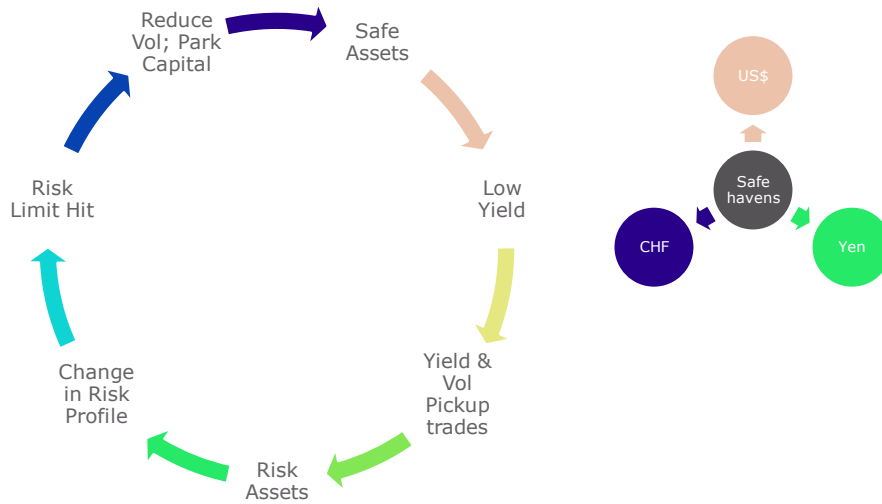 Reduce
Vol; Park
Capital
Safe
Assets
Low
Yield
Yield &
Vol
Pickup
trades
Risk
Assets
Change
in Risk
Profile
Risk
Limit Hit
US$
Safe
havens
CHF
Yen